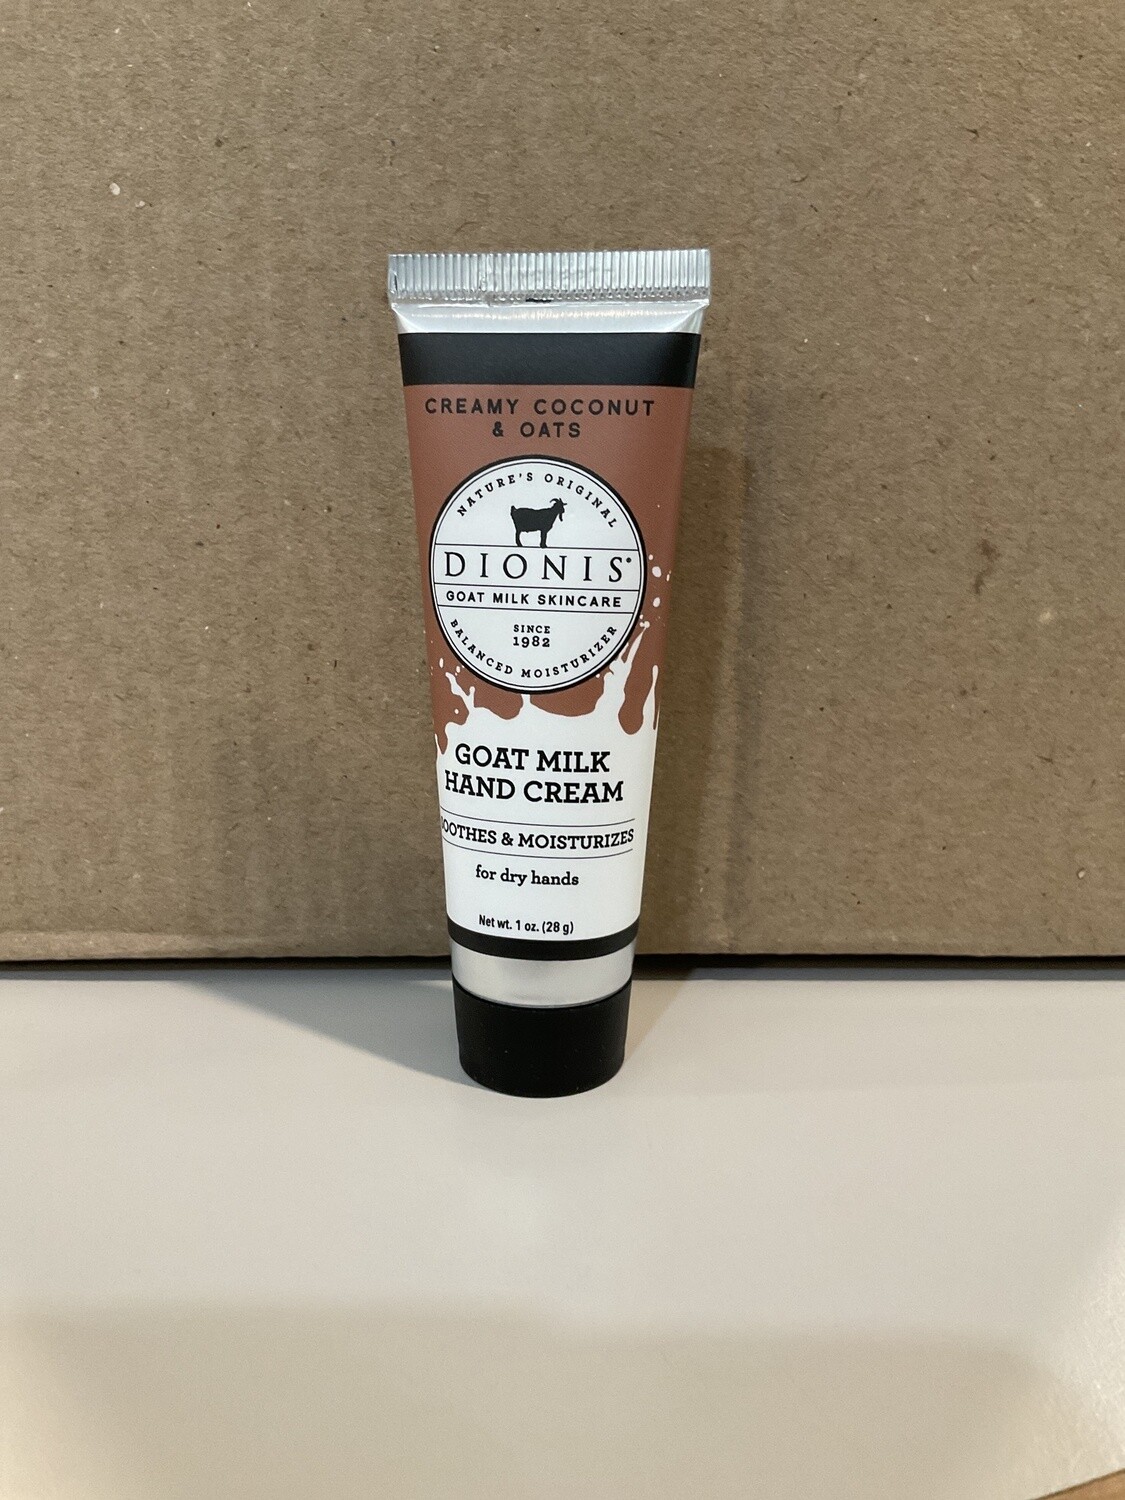 CREAMY COCONUT
& OATS
NATURE'S ORIGINAL
DIONIS
GOAT MILK SKINCARE
SINCE
1982
BALANCED MOISTURIZER
GOAT MILK
HAND CREAM
SOOTHES & MOISTURIZES
for dry hands
Net wt. 1 oz. (28 g)